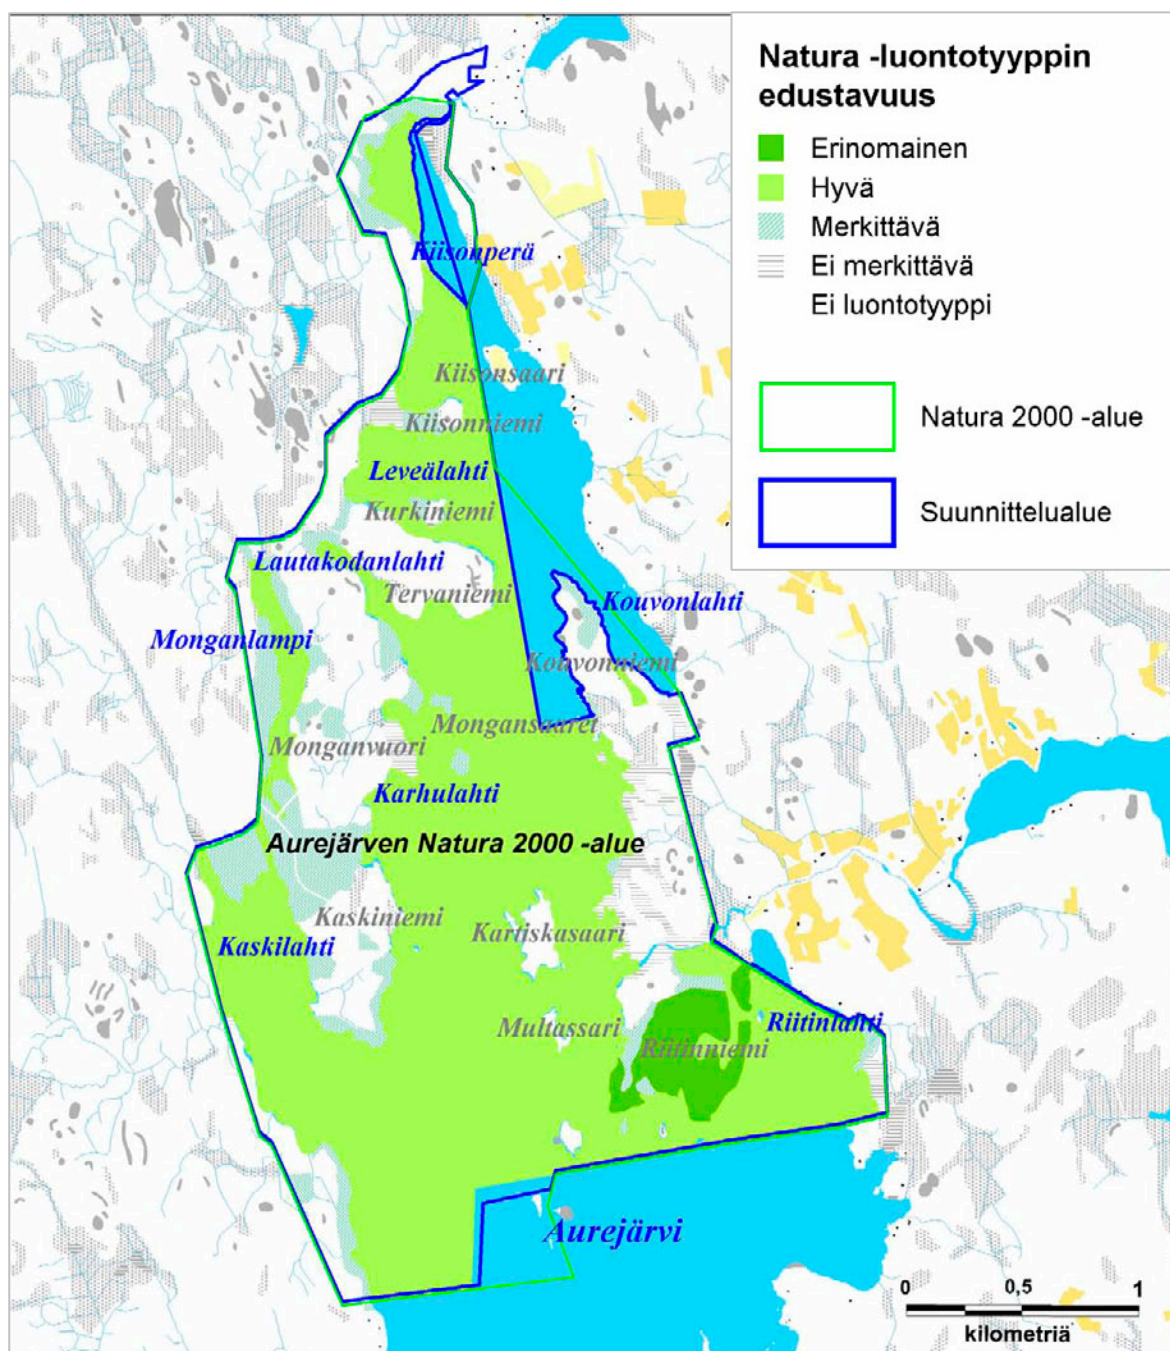 Natura -luontotyyppin
edustavuus
Erinomainen
Hyvä
Merkittävä
Ei merkittävä
Ei luontotyyppi
Natura 2000 -alue
Suunnittelualue
Kiisonperä
Kiisonsaari
Kiisonniemi
Leveälahti
Kurkiniemi
Lautakodanlahti
Tervaniemi
Kouvonlahti
Monganlampi
Kouvonniemi
Mongansaaret
Monganvuori
Karhulahti
Aurejärven Natura 2000 -alue
Kaskiniemi
Kartiskasaari
Kaskilahti
Multassari
Riitinlahti
Riitinniemi
Aurejärvi
0 0,5 1
kilometriä